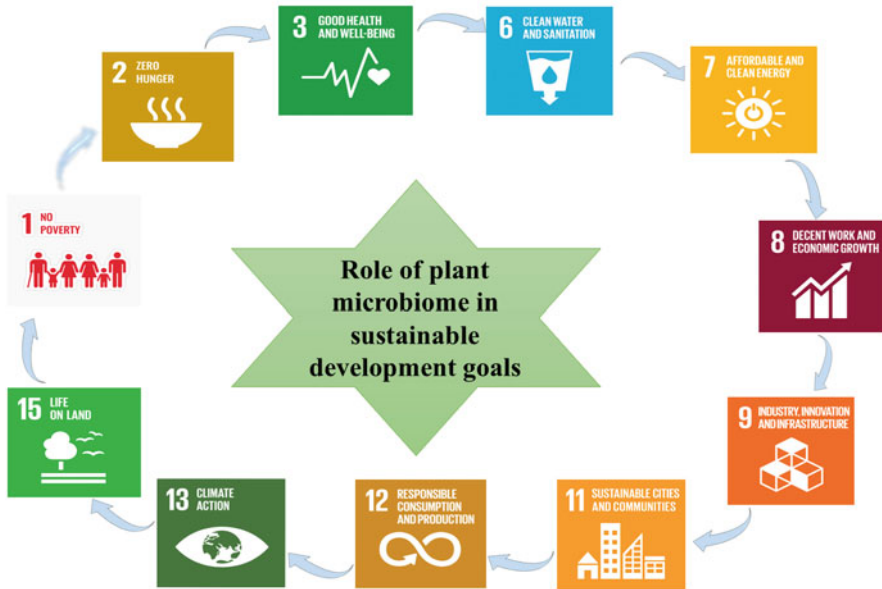 1 NO
POVERTY
2 ZERO
HUNGER
3 GOOD HEALTH
AND WELL-BEING
6 CLEAN WATER
AND SANITATION
7 AFFORDABLE AND
CLEAN ENERGY
8 DECENT WORK AND
ECONOMIC GROWTH
9 INDUSTRY, INNOVATION
AND INFRASTRUCTURE
11 SUSTAINABLE CITIES
AND COMMUNITIES
12 RESPONSIBLE
CONSUMPTION
AND PRODUCTION
13 CLIMATE
ACTION
15 LIFE
ON LAND
Role of plant
microbiome in
sustainable
development goals